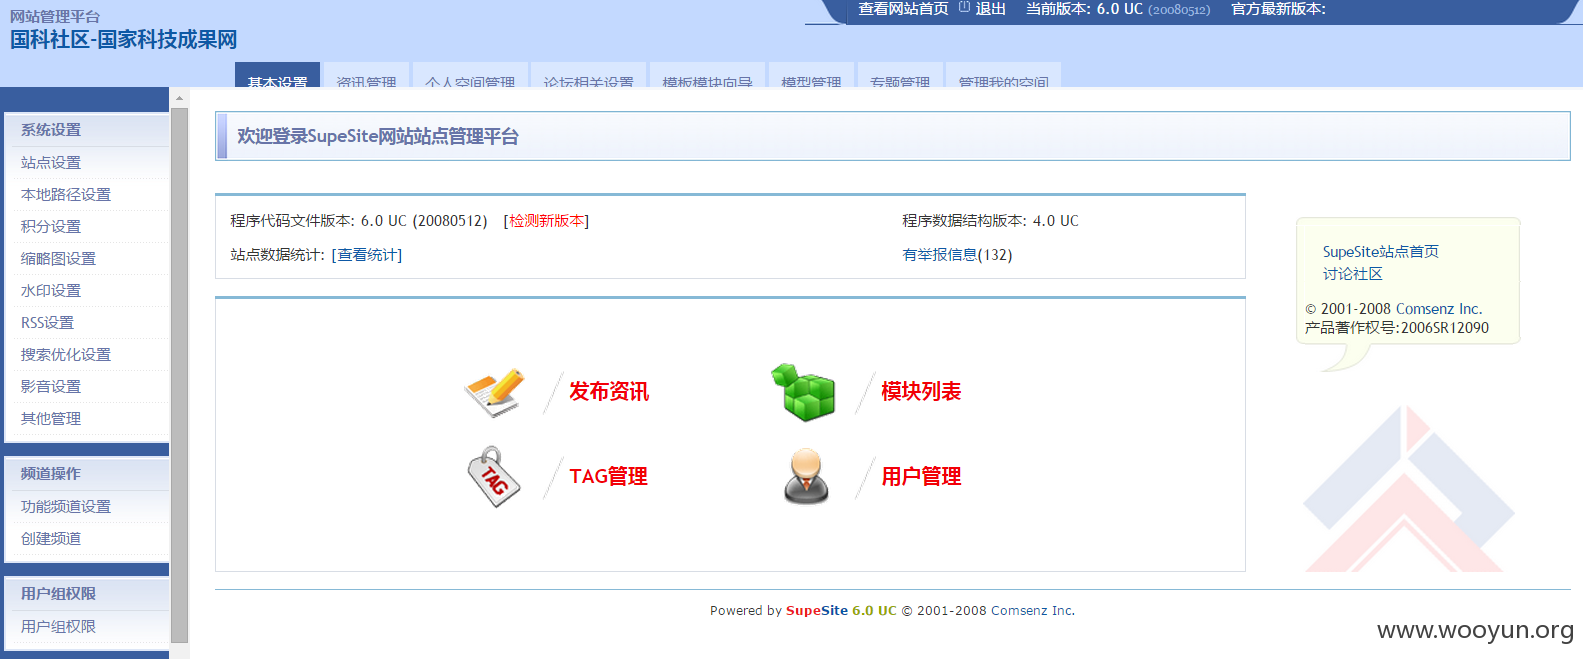 网站管理平台
国科社区-国家科技成果网
查看网站首页 退出 当前版本: 6.0 UC (20080512) 官方最新版本:
基本设置 资讯管理 个人空间管理 论坛相关设置 模板模块向导 模型管理 专题管理 管理我的空间
系统设置
站点设置
本地路径设置
积分设置
缩略图设置
水印设置
RSS设置
搜索优化设置
影音设置
其他管理
频道操作
功能频道设置
创建频道
用户组权限
用户组权限
欢迎登录SupeSite网站站点管理平台
程序代码文件版本: 6.0 UC (20080512) [检测新版本]
程序数据结构版本: 4.0 UC
站点数据统计: [查看统计]
有举报信息(132)
发布资讯
模块列表
TAG
TAG管理
用户管理
SupeSite站点首页
讨论社区
© 2001-2008 Comsenz Inc.
产品著作权号:2006SR12090
Powered by SupeSite 6.0 UC © 2001-2008 Comsenz Inc.
www.wooyun.org